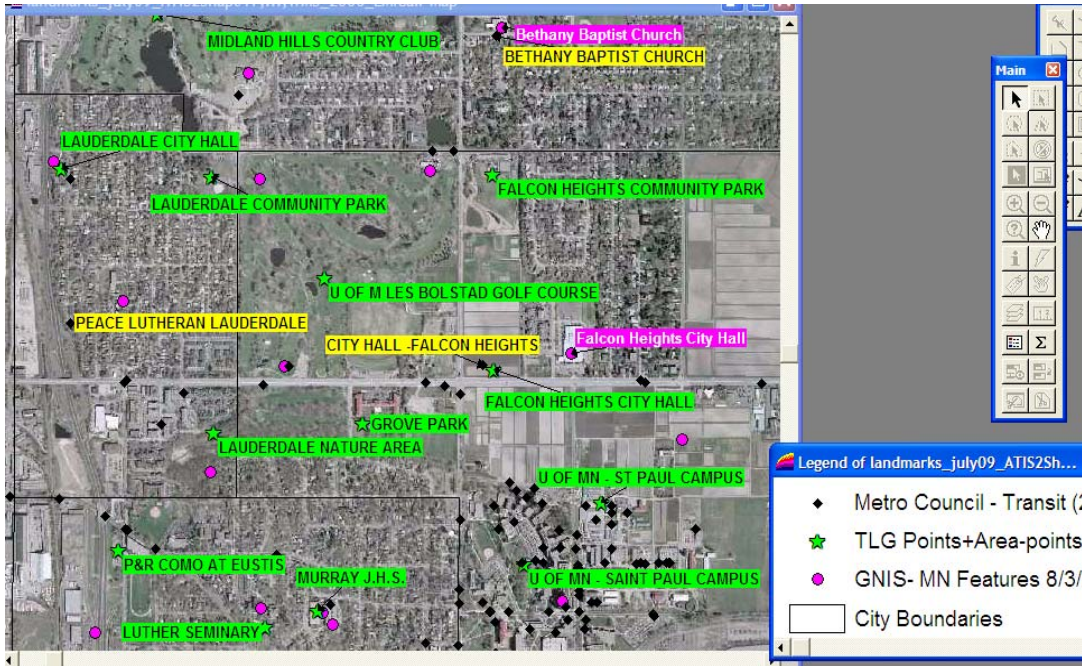 MIDLAND HILLS COUNTRY CLUB
Bethany Baptist Church
BETHANY BAPTIST CHURCH
LAUDERDALE CITY HALL
LAUDERDALE COMMUNITY PARK
FALCON HEIGHTS COMMUNITY PARK
U OF M LES BOLSTAD GOLF COURSE
PEACE LUTHERAN LAUDERDALE
CITY HALL -FALCON HEIGHTS
Falcon Heights City Hall
FALCON HEIGHTS CITY HALL
GROVE PARK
LAUDERDALE NATURE AREA
U OF MN - ST PAUL CAMPUS
P&R COMO AT EUSTIS
MURRAY J.H.S.
U OF MN - SAINT PAUL CAMPUS
LUTHER SEMINARY
Main
Legend of landmarks_july09_ATIS2Sh...
Metro Council - Transit (2
TLG Points+Area-points
GNIS- MN Features 8/3/
City Boundaries